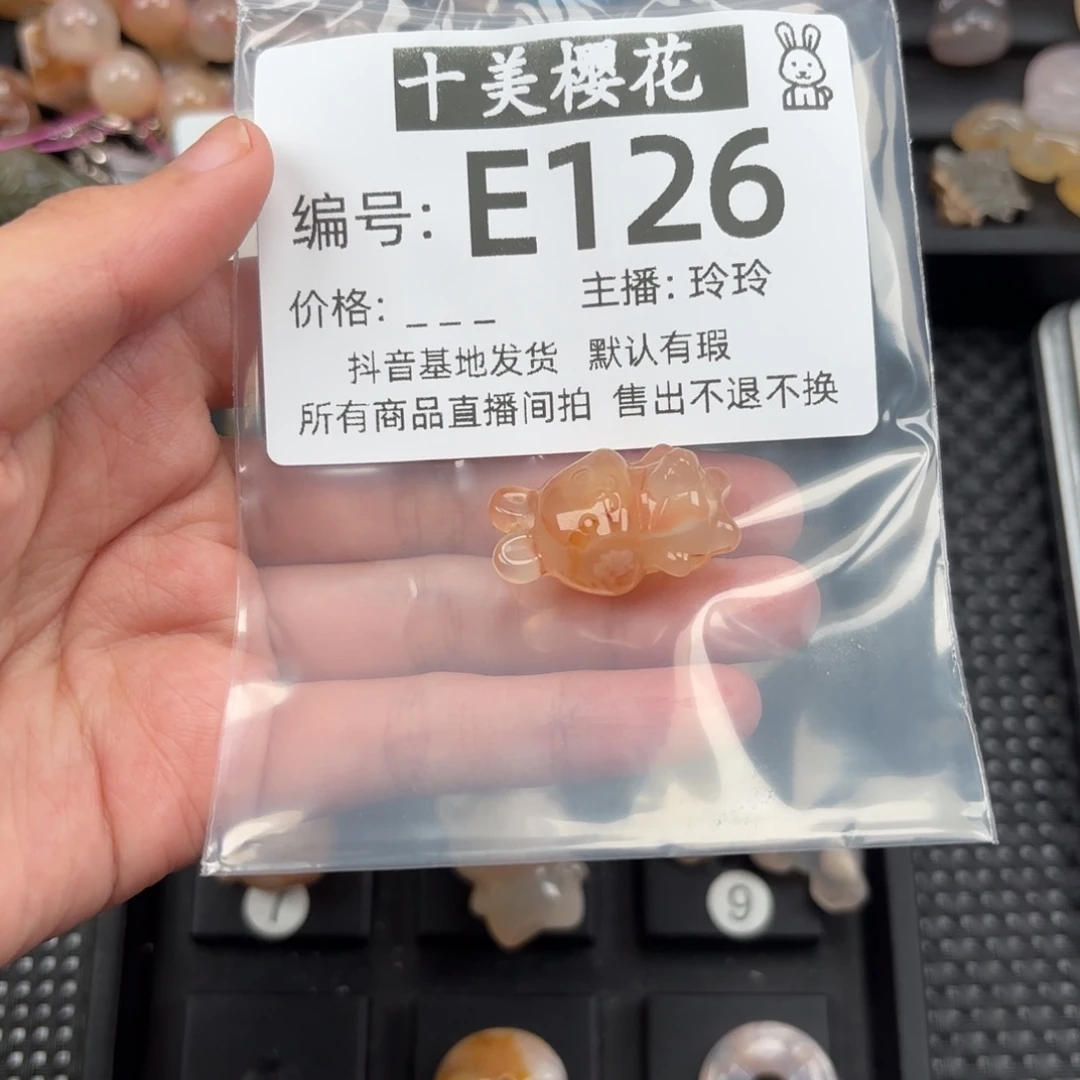 十美樱花
编号: E126
价格: _ _ _ 主播: 玲玲
抖音基地发货 默认有瑕
所有商品直播间拍 售出不退不换
7
9